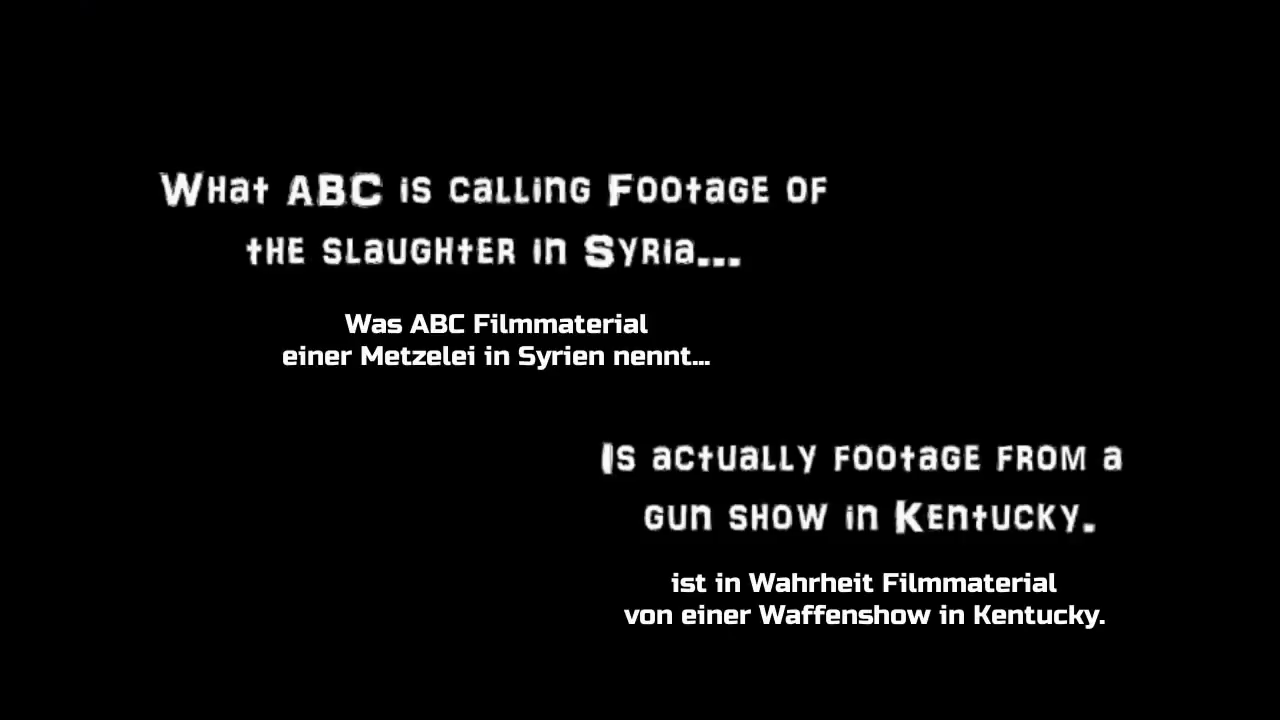 What ABC is calling Footage of
the slaughter in Syria...
Was ABC Filmmaterial
einer Metzelei in Syrien nennt...
Is actually footage from a
gun show in Kentucky.
ist in Wahrheit Filmmaterial
von einer Waffenshow in Kentucky.